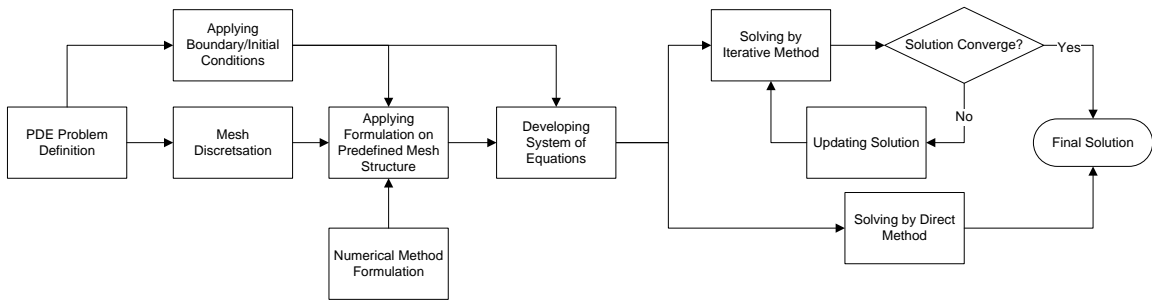 Applying
Boundary/Initial
Conditions
PDE Problem
Definition
Mesh
Discretsation
Applying
Formulation on
Predefined Mesh
Structure
Numerical Method
Formulation
Developing
System of
Equations
Solving by
Iterative Method
Solution Converge?
Yes
No
Updating Solution
Final Solution
Solving by Direct
Method